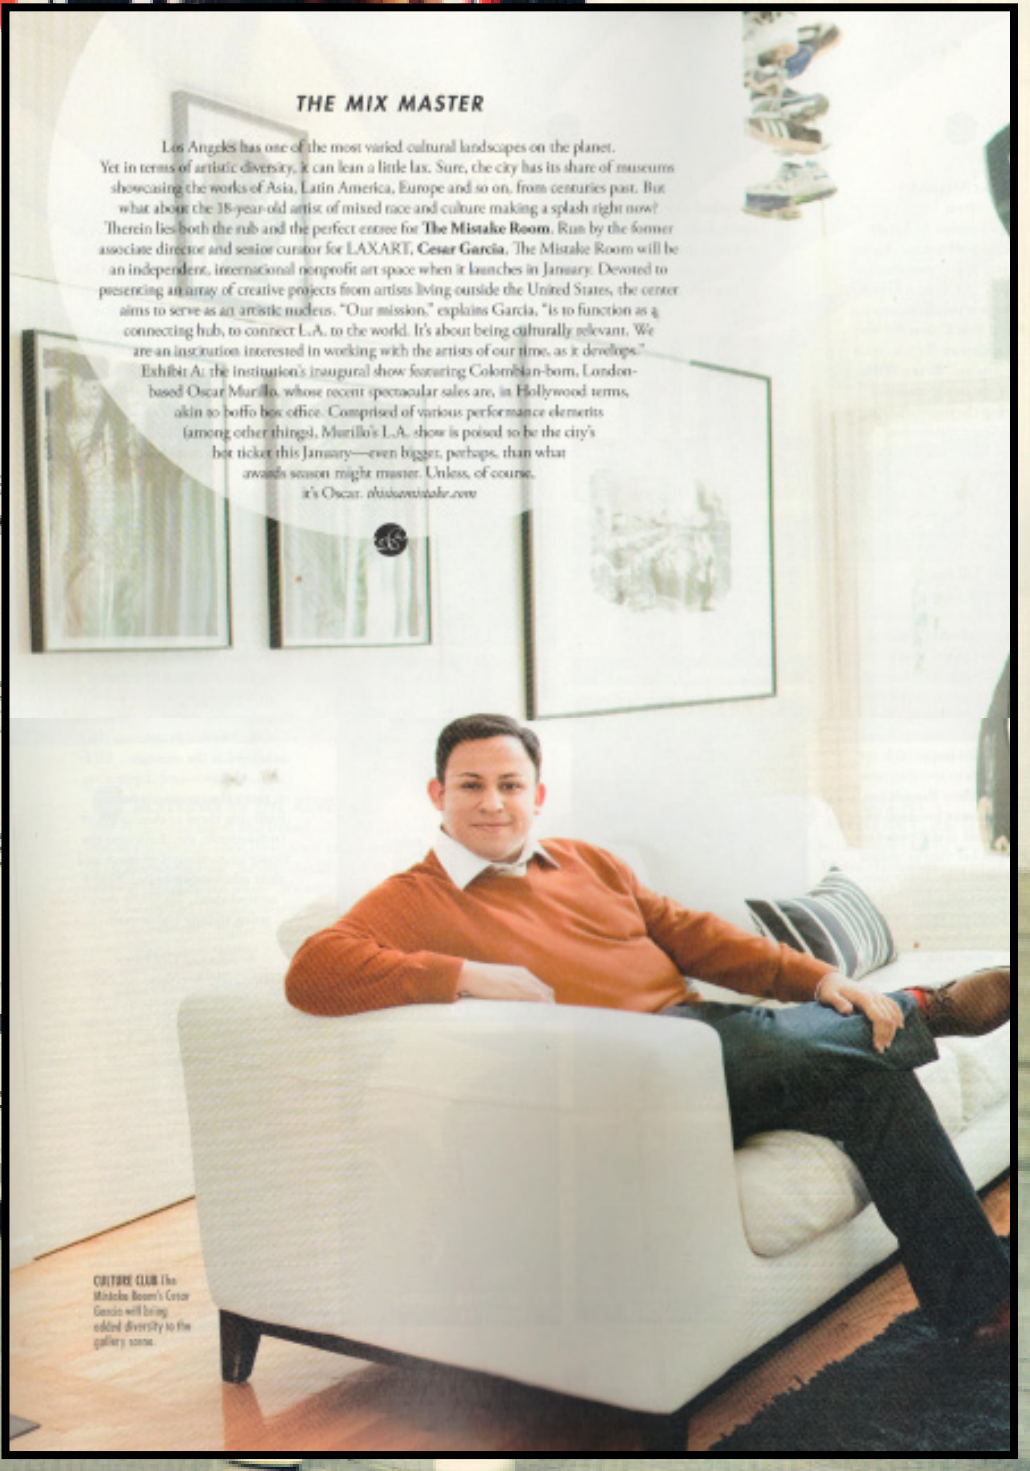 THE MIX MASTER
Los Angeles has one of the most varied cultural landscapes on the planet.
Yet in terms of artistic diversity, it can lean a little lax. Sure, the city has its share of museums
showcasing the works of Asia, Latin America, Europe and so on, from centuries past. But
what about the 18-year-old artist of mixed race and culture making a splash right now?
Therein lies both the rub and the perfect entree for The Mistake Room. Run by the former
associate director and senior curator for LAXART, Cesar Garcia, The Mistake Room will be
an independent, international nonprofit art space when it launches in January. Devoted to
presenting an array of creative projects from artists living outside the United States, the center
aims to serve as an artistic nucleus. "Our mission," explains Garcia, "is to function as a
connecting hub, to connect L.A. to the world. It's about being culturally relevant. We
are an institution interested in working with the artists of our time, as it develops."
Exhibit A: the institution's inaugural show featuring Colombian-born, London-
based Oscar Murillo, whose recent spectacular sales are, in Hollywood terms,
akin to boffo box office. Comprised of various performance elements
(among other things), Murillo's L.A. show is poised to be the city's
hot ticket this January—even bigger, perhaps, than what
awards season might muster. Unless, of course,
it's Oscar. thisisamistake.com
CULTURE CLUB The
Mistake Room's Cesar
Garcia will bring
added diversity to the
gallery scene.